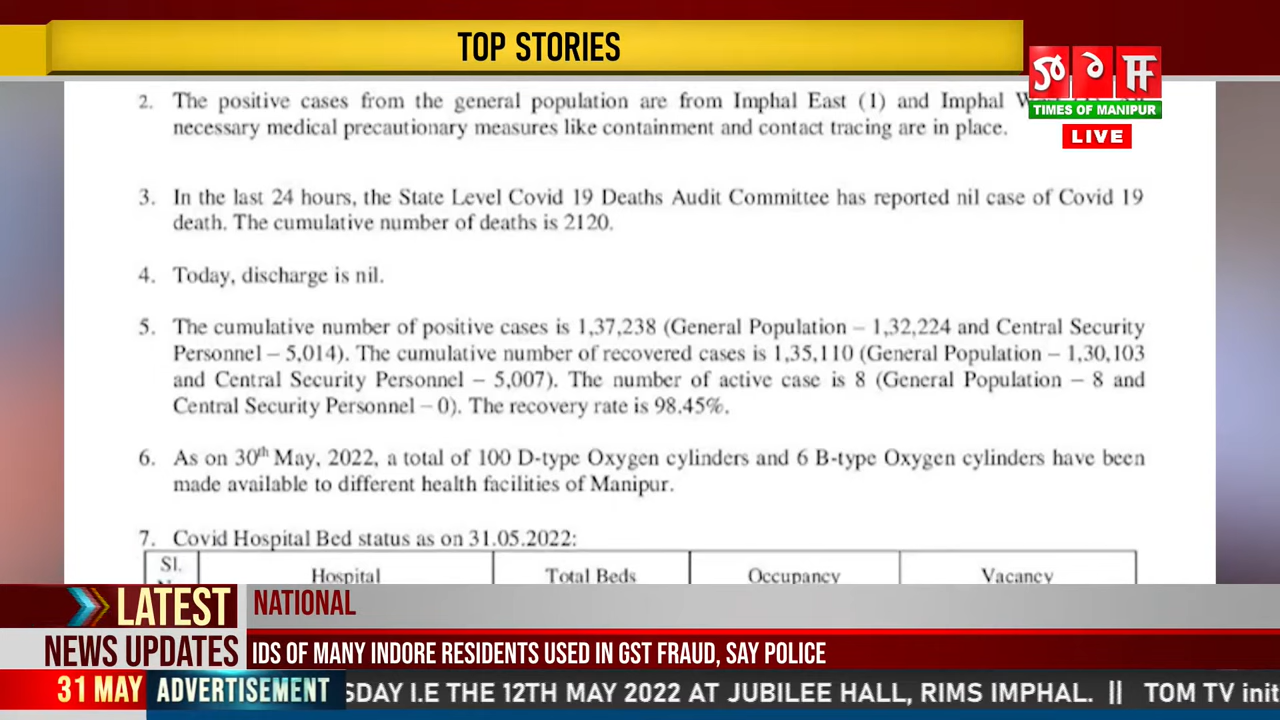 TOP STORIES
TIMES OF MANIPUR
LIVE
2. The positive cases from the general population are from Imphal East (1) and Imphal
necessary medical precautionary measures like containment and contact tracing are in place.
3. In the last 24 hours, the State Level Covid 19 Deaths Audit Committee has reported nil case of Covid 19
death. The cumulative number of deaths is 2120.
4. Today, discharge is nil.
5. The cumulative number of positive cases is 1,37,238 (General Population – 1,32,224 and Central Security
Personnel – 5,014). The cumulative number of recovered cases is 1,35,110 (General Population – 1,30,103
and Central Security Personnel – 5,007). The number of active case is 8 (General Population – 8 and
Central Security Personnel – 0). The recovery rate is 98.45%.
6. As on 30th May, 2022, a total of 100 D-type Oxygen cylinders and 6 B-type Oxygen cylinders have been
made available to different health facilities of Manipur.
7. Covid Hospital Bed status as on 31.05.2022:
Sl. Hospital Total Beds Occupancy Vacancy
LATEST
NEWS UPDATES
NATIONAL
IDS OF MANY INDORE RESIDENTS USED IN GST FRAUD, SAY POLICE
31 MAY ADVERTISEMENT SDAY I.E THE 12TH MAY 2022 AT JUBILEE HALL, RIMS IMPHAL. || TOM TV init